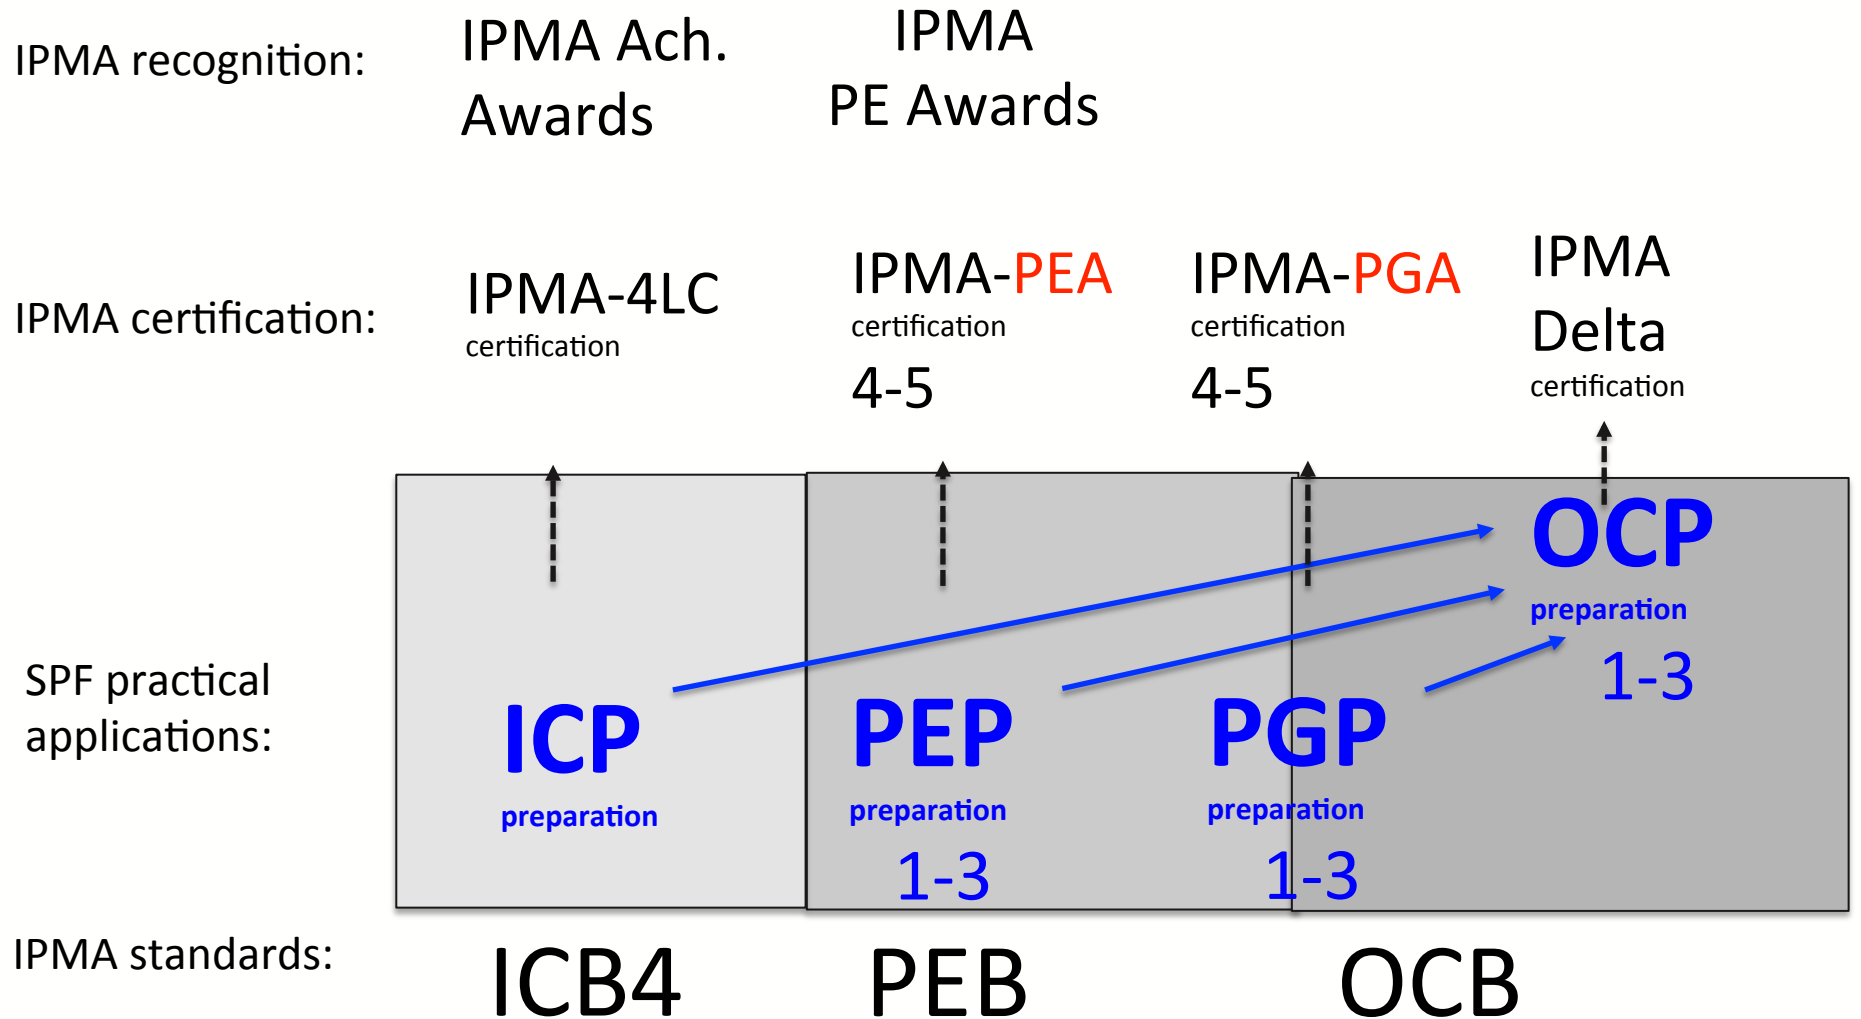 IPMA recognition:
IPMA Ach.
Awards
IPMA
PE Awards
IPMA certification:
IPMA-4LC
certification
IPMA-PEA
certification
4-5
IPMA-PGA
certification
4-5
IPMA
Delta
certification
SPF practical
applications:
ICP
preparation
PEP
preparation
1-3
PGP
preparation
1-3
OCP
preparation
1-3
IPMA standards:
ICB4
PEB
OCB